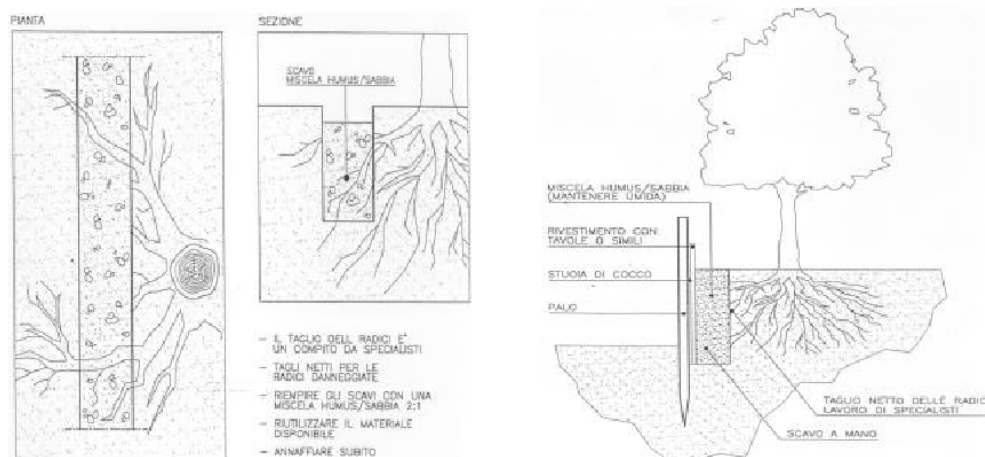 PIANTA
SEZIONE
SCAVO
MISCELA HUMUS/SABBIA
- IL TAGLIO DELL RADICI E'
UN COMPITO DA SPECIALISTI
- TAGLI NETTI PER LE
RADICI DANNEGGIATE
- RIEMPIRE GLI SCAVI CON UNA
MISCELA HUMUS/SABBIA 2:1
- RIUTILIZZARE IL MATERIALE
DISPONIBILE
- ANNAFFIARE SUBITO
MISCELA HUMUS/SABBIA
(MANTENERE UMIDA)
RIVESTIMENTO CON
TAVOLE O SIMILI
STUOIA DI COCCO
PALO
TAGLIO NETTO DELLE RADIC
LAVORO DI SPECIALISTI
SCAVO A MANO